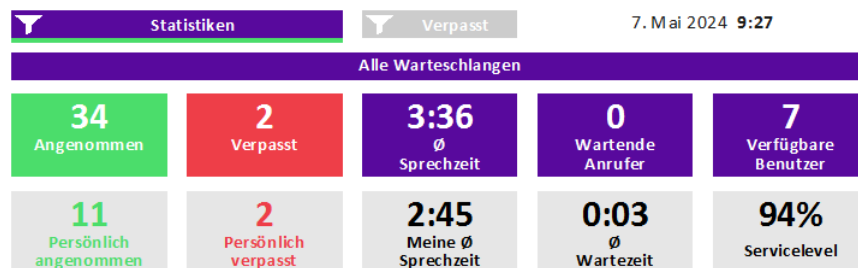 Statistiken
Verpasst
7. Mai 2024 9:27
Alle Warteschlangen
34
Angenommen
2
Verpasst
3:36
Ø
Sprechzeit
0
Wartende
Anrufer
7
Verfügbare
Benutzer
11
Persönlich
angenommen
2
Persönlich
verpasst
2:45
Meine Ø
Sprechzeit
0:03
Ø
Wartezeit
94%
Servicelevel